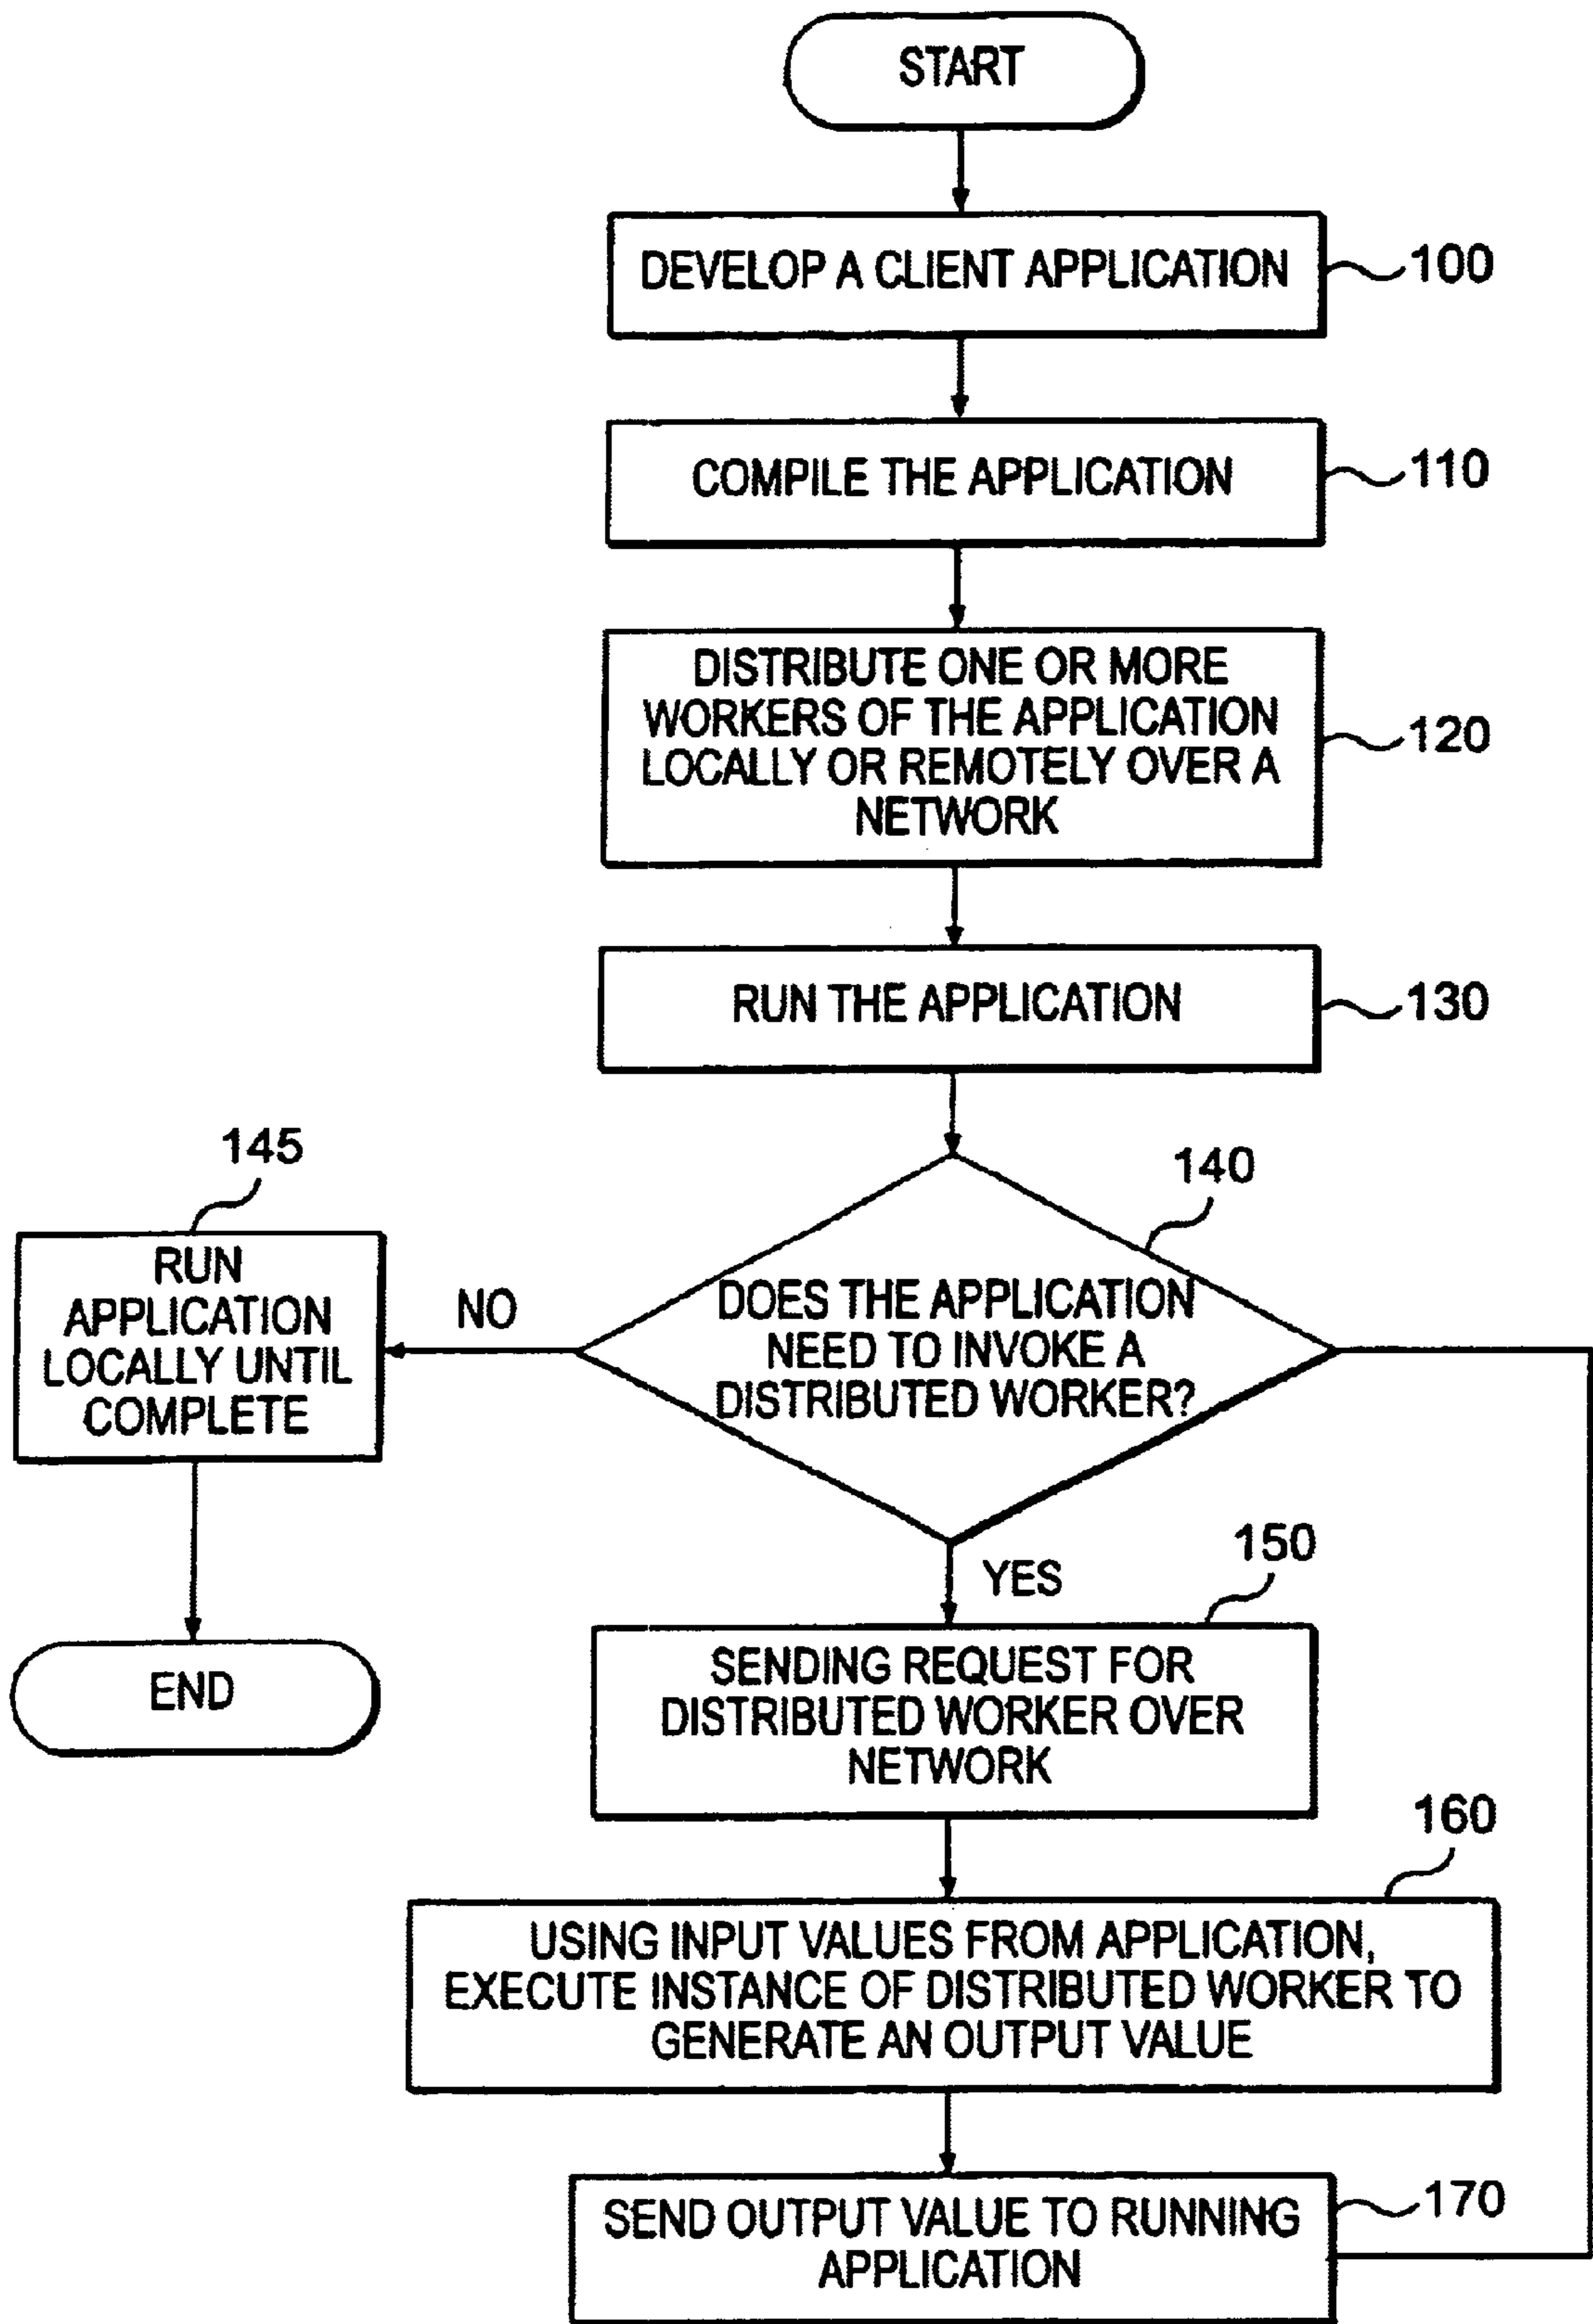 START
DEVELOP A CLIENT APPLICATION
100
COMPILE THE APPLICATION
110
DISTRIBUTE ONE OR MORE
WORKERS OF THE APPLICATION
LOCALLY OR REMOTELY OVER A
NETWORK
120
RUN THE APPLICATION
130
140
DOES THE APPLICATION
NEED TO INVOKE A
DISTRIBUTED WORKER?
NO
145
RUN
APPLICATION
LOCALLY UNTIL
COMPLETE
END
YES
150
SENDING REQUEST FOR
DISTRIBUTED WORKER OVER
NETWORK
160
USING INPUT VALUES FROM APPLICATION,
EXECUTE INSTANCE OF DISTRIBUTED WORKER TO
GENERATE AN OUTPUT VALUE
SEND OUTPUT VALUE TO RUNNING
APPLICATION
170